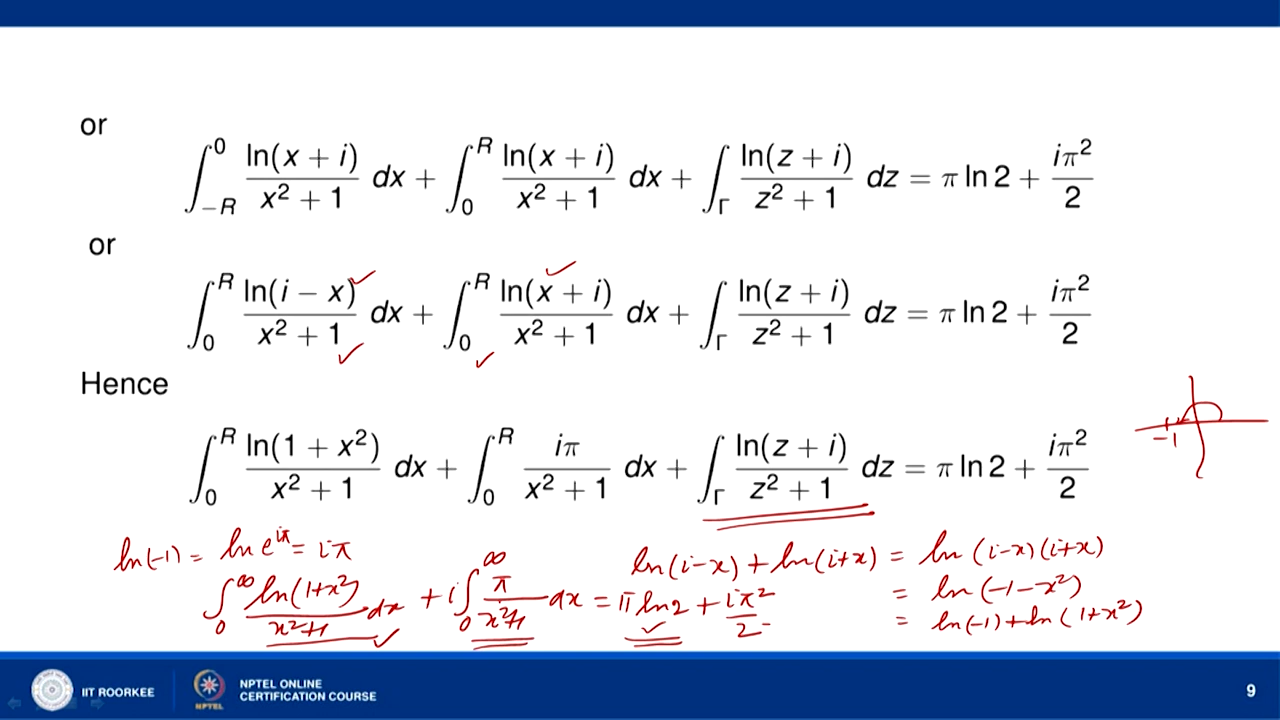 or
∫_{-R}^{0} ln(x + i)/(x² + 1) dx + ∫_{0}^{R} ln(x + i)/(x² + 1) dx + ∫_Γ ln(z + i)/(z² + 1) dz = π ln 2 + iπ²/2
or
∫_{0}^{R} ln(i − x)/(x² + 1) dx + ∫_{0}^{R} ln(x + i)/(x² + 1) dx + ∫_Γ ln(z + i)/(z² + 1) dz = π ln 2 + iπ²/2
Hence
−1
∫_{0}^{R} ln(1 + x²)/(x² + 1) dx + ∫_{0}^{R} iπ/(x² + 1) dx + ∫_Γ ln(z + i)/(z² + 1) dz = π ln 2 + iπ²/2
ln(−1) = ln e^{iπ} = iπ
∫_{0}^{∞} ln(1+x²)/(x²+1) dx + i∫_{0}^{∞} π/(x²+1) dx = π ln 2 + iπ²/2
ln(i−x) + ln(i+x) = ln (i−x)(i+x)
= ln (−1−x²)
= ln(−1) + ln(1+x²)
IIT ROORKEE
NPTEL
NPTEL ONLINE
CERTIFICATION COURSE
9